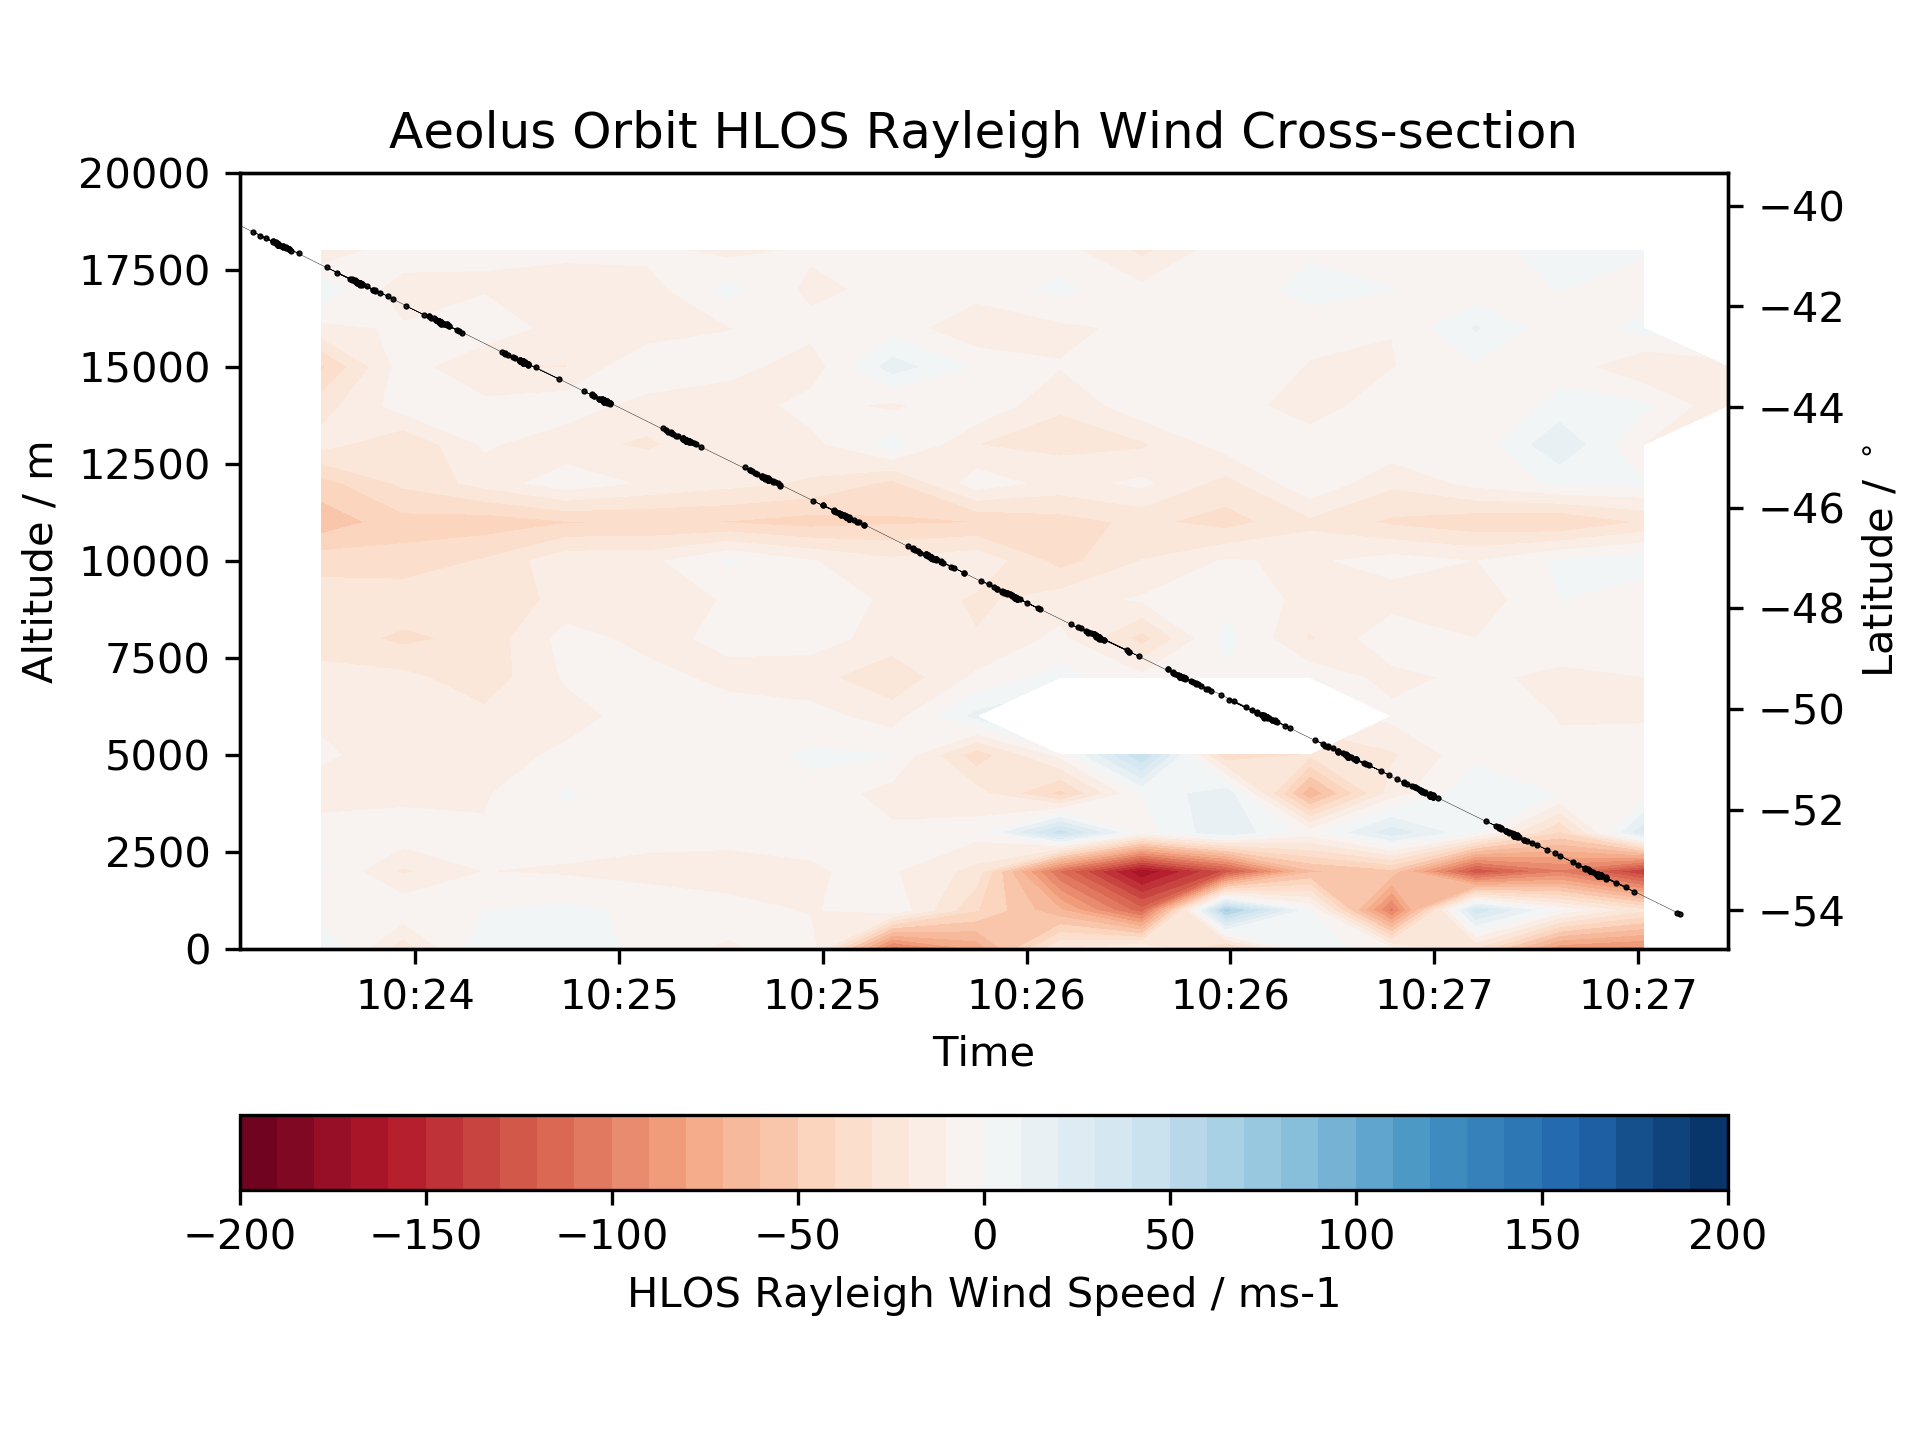 Aeolus Orbit HLOS Rayleigh Wind Cross-section
20000
17500
15000
12500
10000
7500
5000
2500
0
Altitude / m
−40
−42
−44
−46
−48
−50
−52
−54
Latitude / °
10:24 10:25 10:25 10:26 10:26 10:27 10:27
Time
−200 −150 −100 −50 0 50 100 150 200
HLOS Rayleigh Wind Speed / ms-1